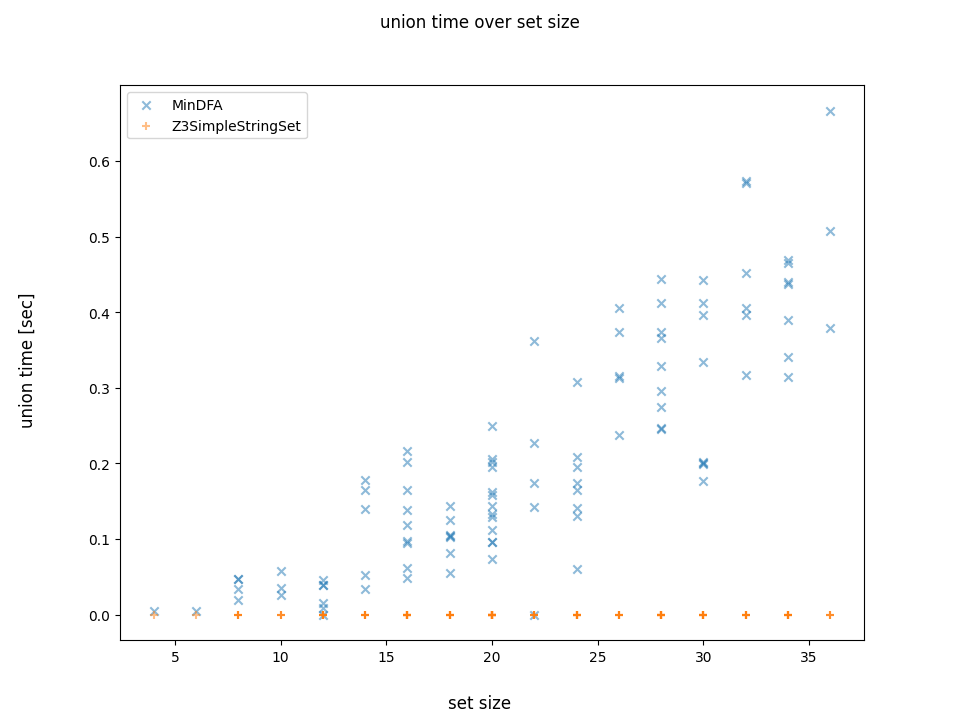 union time over set size
MinDFA
Z3SimpleStringSet
union time [sec]
0.6
0.5
0.4
0.3
0.2
0.1
0.0
5 10 15 20 25 30 35
set size